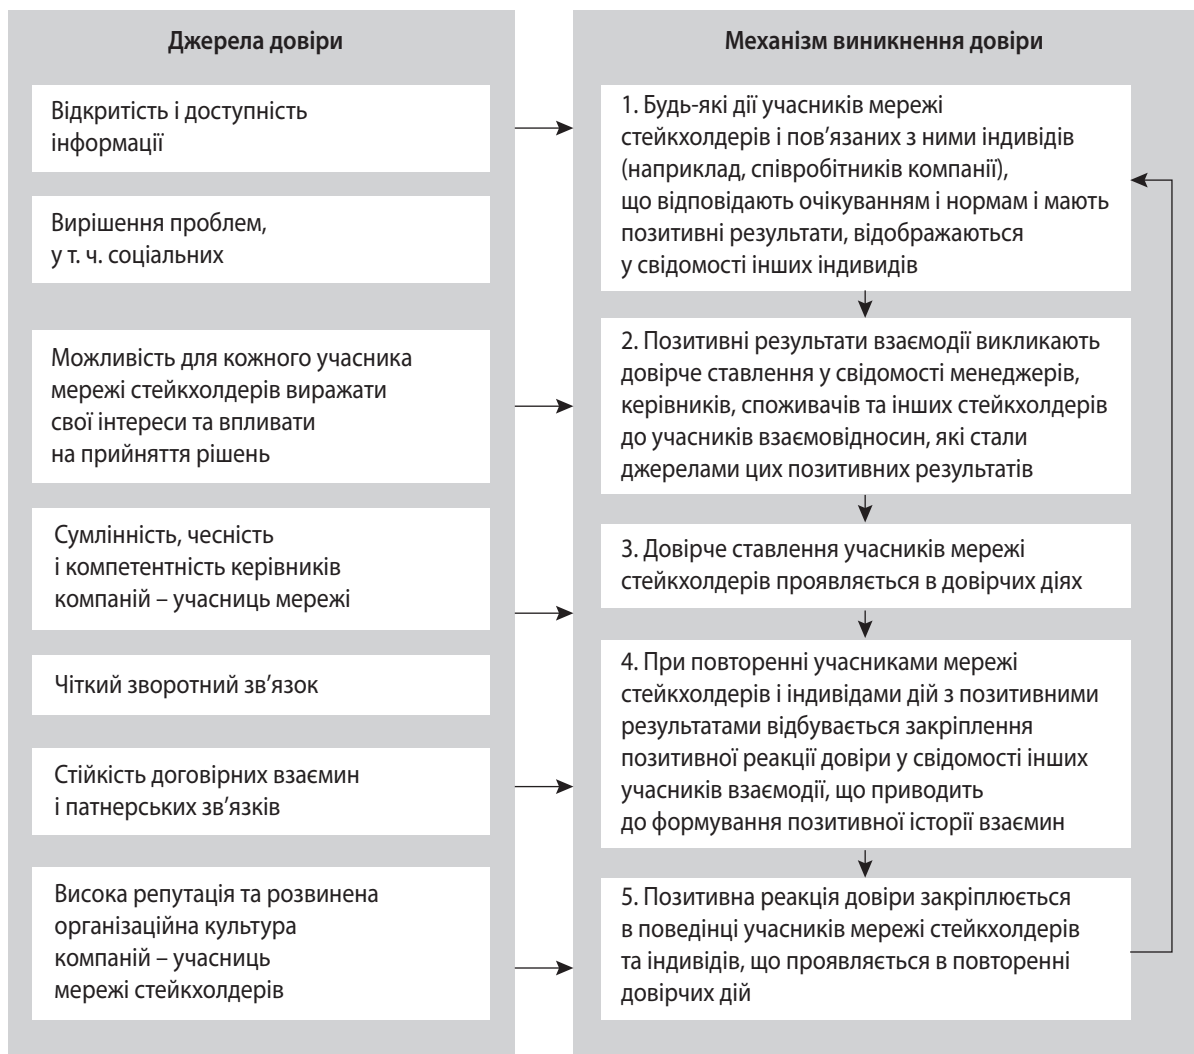 Джерела довіри
Відкритість і доступність
інформації
Вирішення проблем,
у т. ч. соціальних
Можливість для кожного учасника
мережі стейкхолдерів виражати
свої інтереси та впливати
на прийняття рішень
Сумлінність, чесність
і компетентність керівників
компаній – учасниць мережі
Чіткий зворотний зв’язок
Стійкість договірних взаємин
і патнерських зв’язків
Висока репутація та розвинена
організаційна культура
компаній – учасниць
мережі стейкхолдерів
Механізм виникнення довіри
1. Будь-які дії учасників мережі
стейкхолдерів і пов’язаних з ними індивідів
(наприклад, співробітників компанії),
що відповідають очікуванням і нормам і мають
позитивні результати, відображаються
у свідомості інших індивидів
2. Позитивні результати взаємодії викликають
довірче ставлення у свідомості менеджерів,
керівників, споживачів та інших стейкхолдерів
до учасників взаємовідносин, які стали
джерелами цих позитивних результатів
3. Довірче ставлення учасників мережі
стейкхолдерів проявляється в довірчих діях
4. При повторенні учасниками мережі
стейкхолдерів і індивідами дій з позитивними
результатами відбувається закріплення
позитивної реакції довіри у свідомості інших
учасників взаємодії, що приводить
до формування позитивної історії взаємин
5. Позитивна реакція довіри закріплюється
в поведінці учасників мережі стейкхолдерів
та індивідів, що проявляється в повторенні
довірчих дій